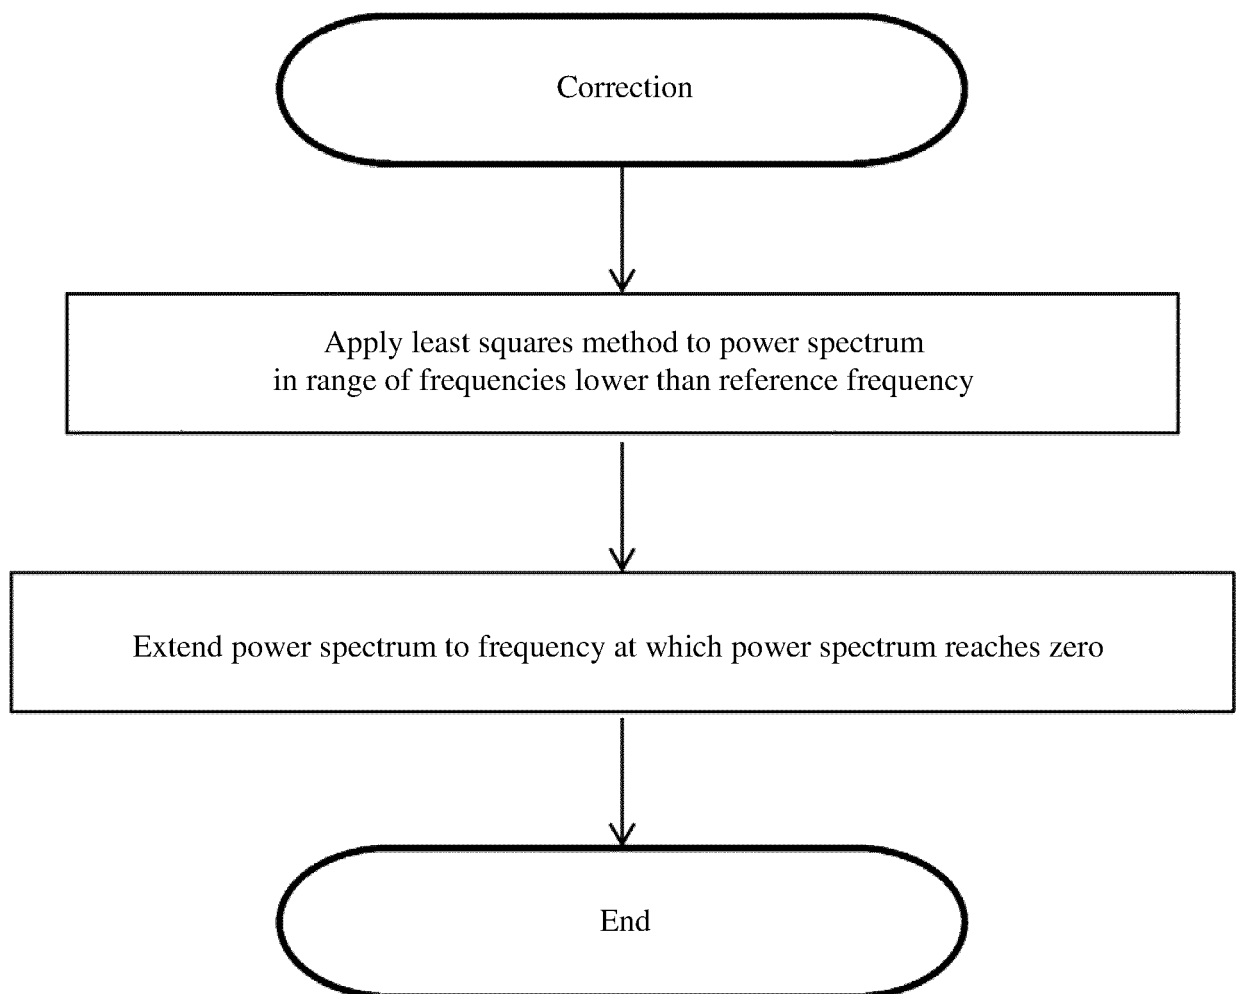 Correction
Apply least squares method to power spectrum
in range of frequencies lower than reference frequency
Extend power spectrum to frequency at which power spectrum reaches zero
End